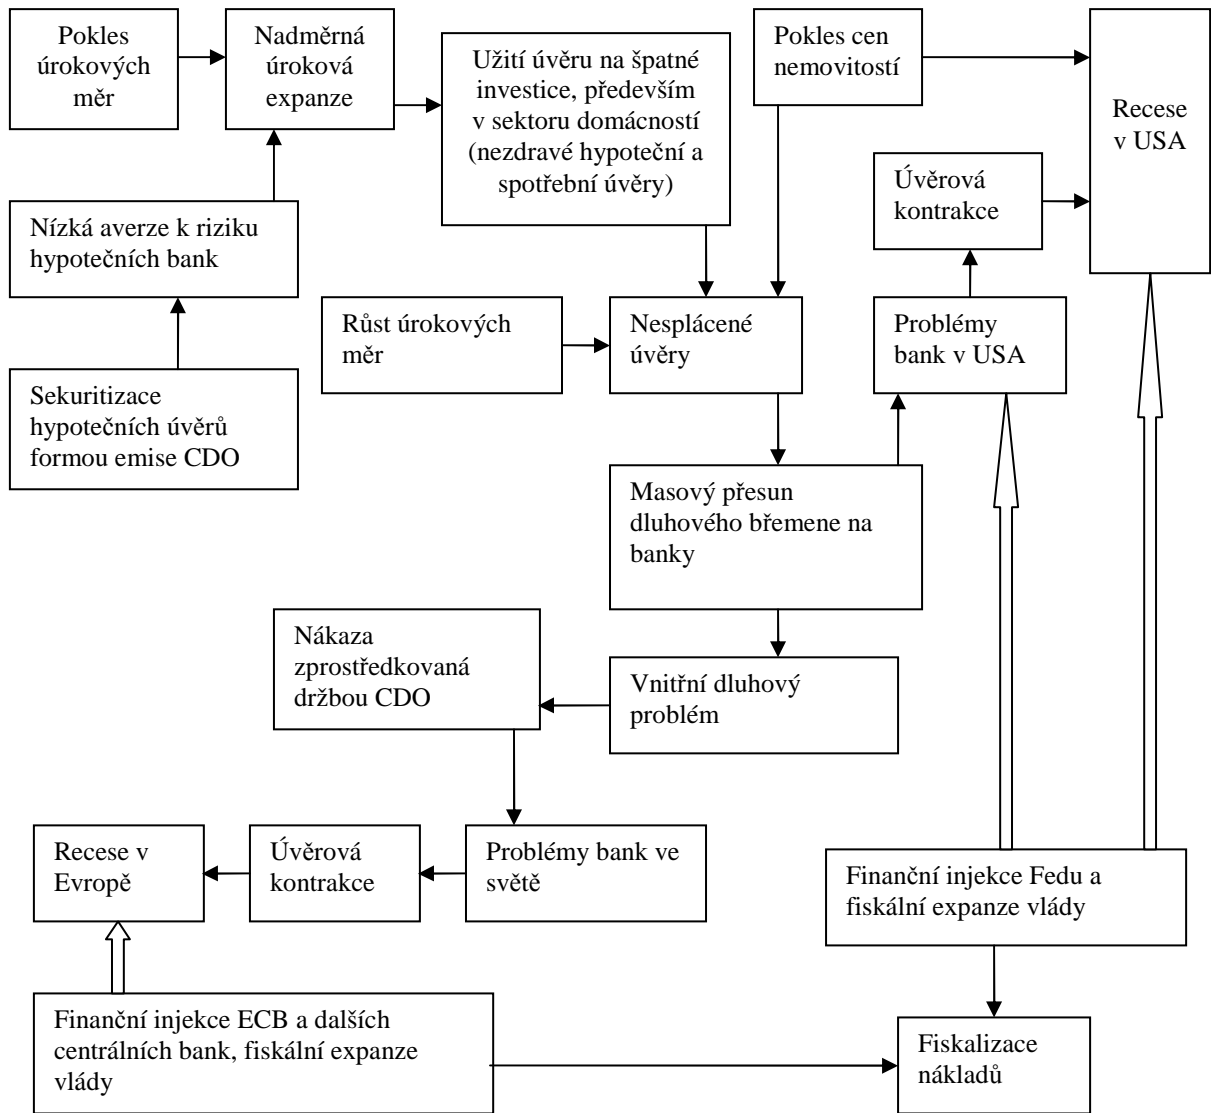 Pokles
úrokových
měr
Nadměrná
úroková
expanze
Užití úvěru na špatné
investice, především
v sektoru domácností
(nezdravé hypoteční a
spotřební úvěry)
Pokles cen
nemovitostí
Recese
v USA
Úvěrová
kontrakce
Nízká averze k riziku
hypotečních bank
Růst úrokových
měr
Nesplácené
úvěry
Problémy
bank v USA
Sekuritizace
hypotečních úvěrů
formou emise CDO
Masový přesun
dluhového břemene na
banky
Nákaza
zprostředkovaná
držbou CDO
Vnitřní dluhový
problém
Recese v
Evropě
Úvěrová
kontrakce
Problémy bank ve
světě
Finanční injekce Fedu a
fiskální expanze vlády
Finanční injekce ECB a dalších
centrálních bank, fiskální expanze
vlády
Fiskalizace
nákladů